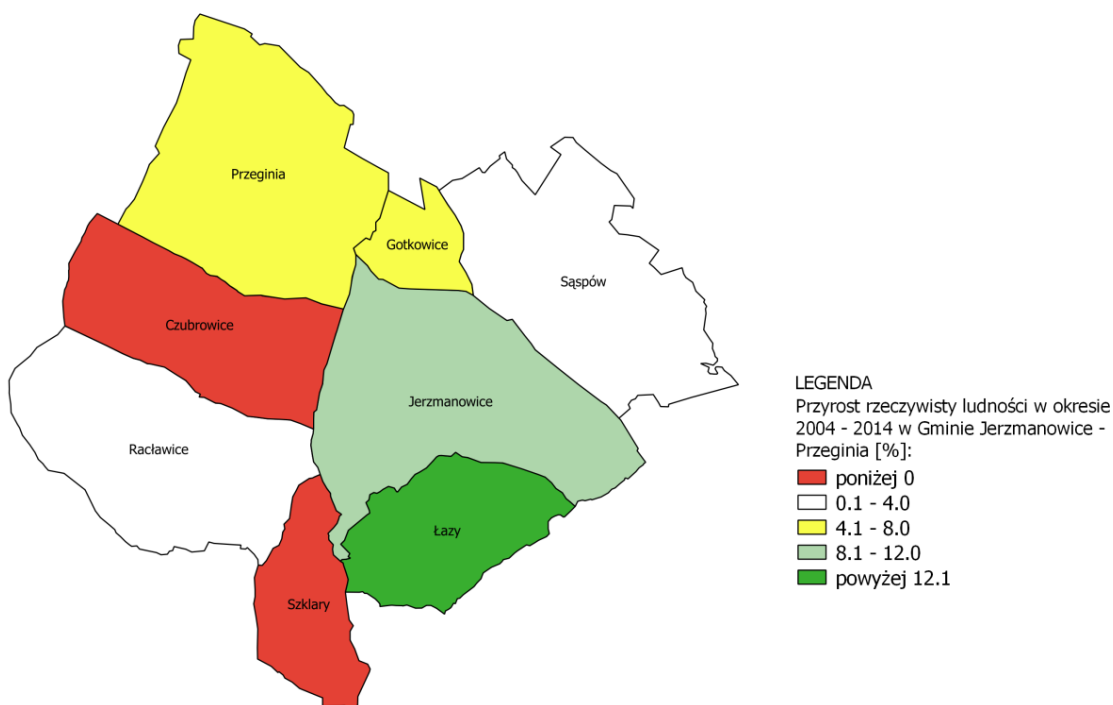 Przeginia
Gotkowice
Sąspów
Czubrowice
Jerzmanowice
Racławice
Łazy
Szklary
LEGENDA
Przyrost rzeczywisty ludności w okresie
2004 - 2014 w Gminie Jerzmanowice -
Przeginia [%]:
poniżej 0
0.1 - 4.0
4.1 - 8.0
8.1 - 12.0
powyżej 12.1